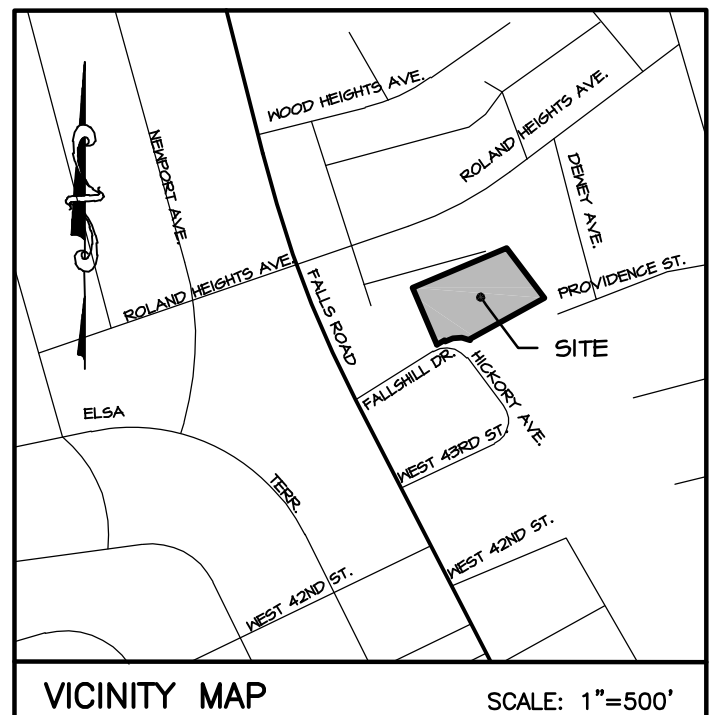 WOOD HEIGHTS AVE.
ROLAND HEIGHTS AVE.
NEWPORT AVE.
DEWEY AVE.
ROLAND HEIGHTS AVE.
FALLS ROAD
PROVIDENCE ST.
SITE
FALLSHILL DR.
HICKORY AVE.
ELSA
TERR.
WEST 43RD ST.
WEST 42ND ST.
WEST 42ND ST.
VICINITY MAP
SCALE: 1"=500'